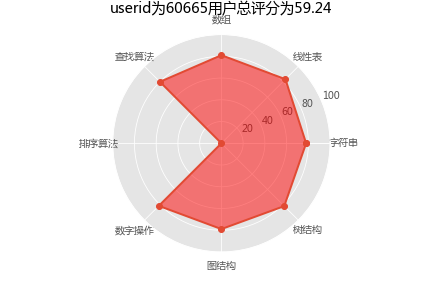 userid为60665用户总评分为59.24
数组
查找算法
线性表
100
80
60
40
20
排序算法
字符串
数字操作
树结构
图结构